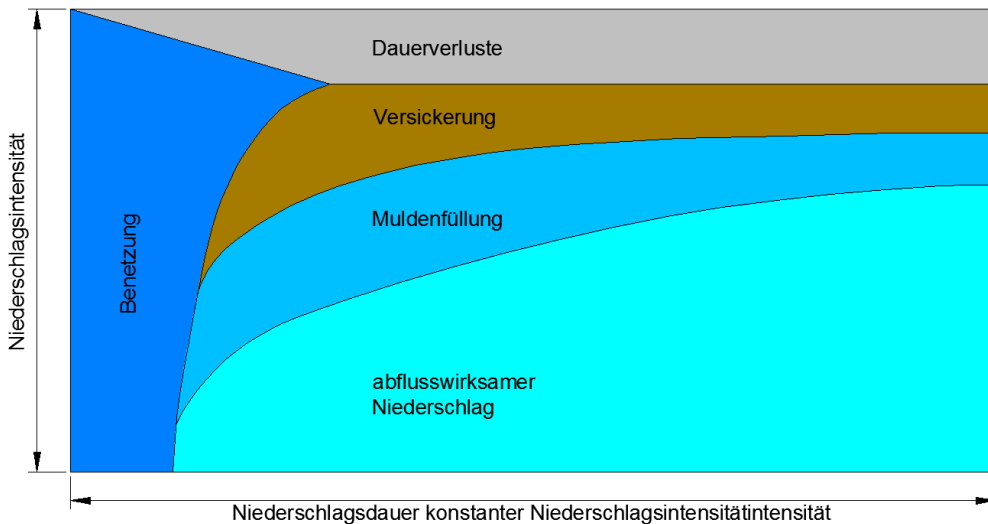 Dauerverluste
Versickerung
Muldenfüllung
Benetzung
Niederschlagsintensität
abflusswirksamer
Niederschlag
Niederschlagsdauer konstanter Niederschlagsintensitätintensität